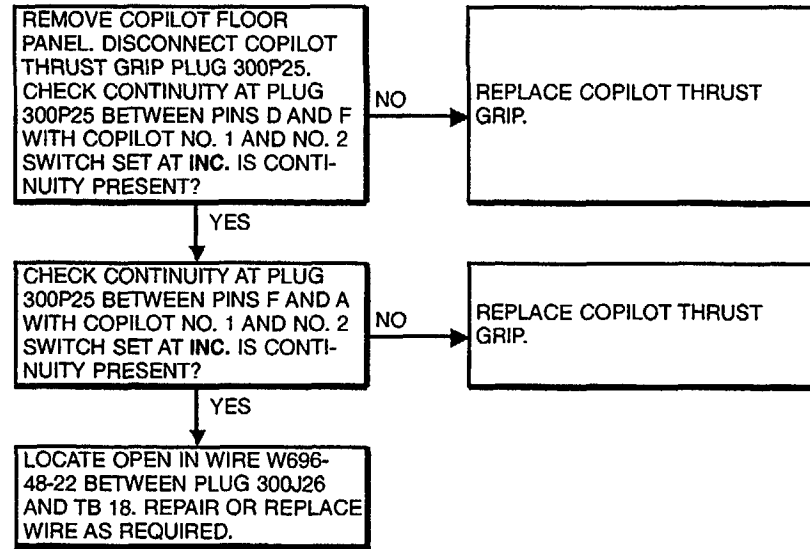 REMOVE COPILOT FLOOR
PANEL. DISCONNECT COPILOT
THRUST GRIP PLUG 300P25.
CHECK CONTINUITY AT PLUG
300P25 BETWEEN PINS D AND F
WITH COPILOT NO. 1 AND NO. 2
SWITCH SET AT INC. IS CONTI-
NUITY PRESENT?
NO
REPLACE COPILOT THRUST
GRIP.
YES
CHECK CONTINUITY AT PLUG
300P25 BETWEEN PINS F AND A
WITH COPILOT NO. 1 AND NO. 2
SWITCH SET AT INC. IS CONTI-
NUITY PRESENT?
NO
REPLACE COPILOT THRUST
GRIP.
YES
LOCATE OPEN IN WIRE W696-
48-22 BETWEEN PLUG 300J26
AND TB 18. REPAIR OR REPLACE
WIRE AS REQUIRED.